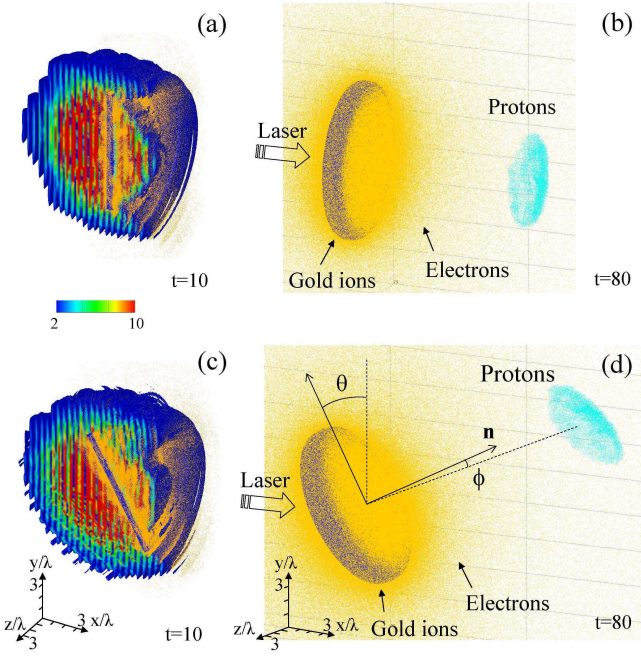 (a)
(b)
Protons
Laser
Gold ions
Electrons
t=10
t=80
2
10
(c)
(d)
Protons
θ
n
ϕ
Laser
y/λ
3
z/λ
3
3 x/λ
t=10
y/λ
3
z/λ
3
3 x/λ
Electrons
Gold ions
t=80